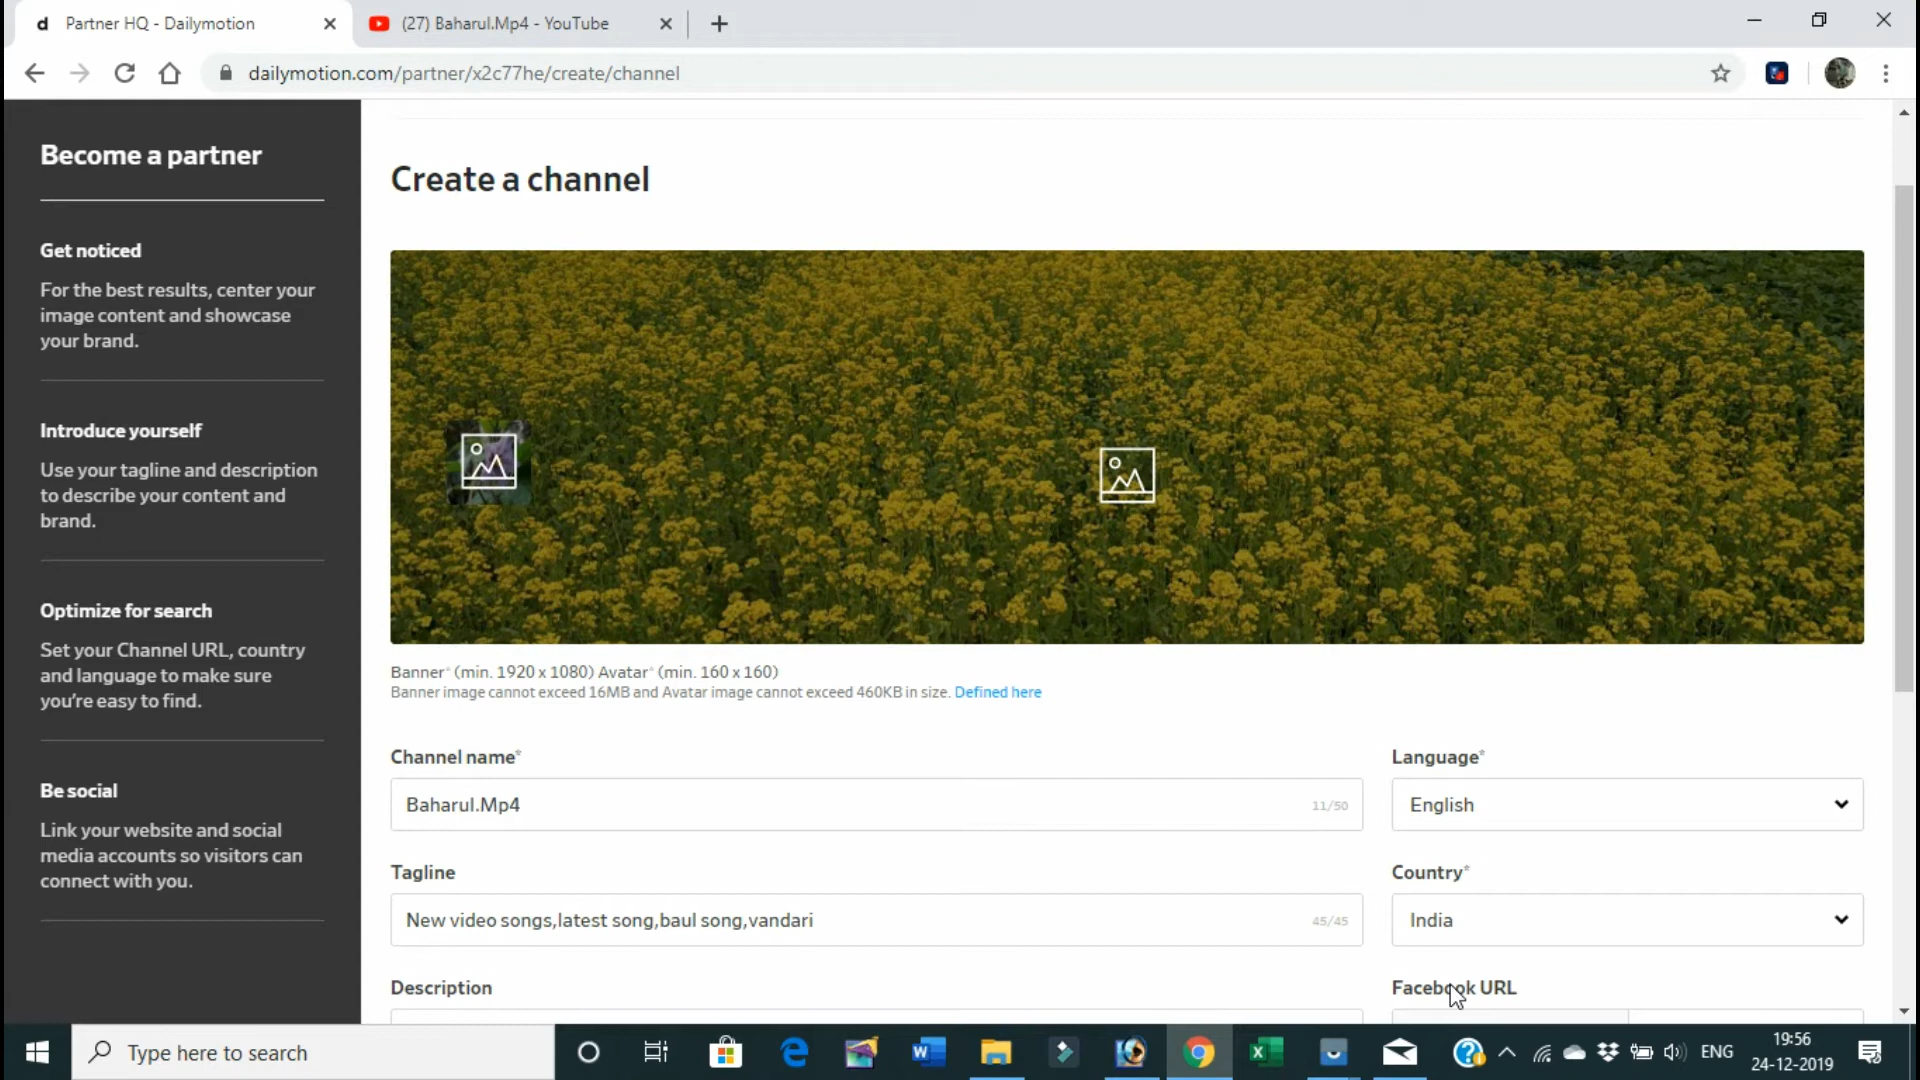 Partner HQ - Dailymotion
(27) Baharul.Mp4 - YouTube
dailymotion.com/partner/x2c77he/create/channel
Become a partner
Get noticed
For the best results, center your
image content and showcase
your brand.
Introduce yourself
Use your tagline and description
to describe your content and
brand.
Optimize for search
Set your Channel URL, country
and language to make sure
you're easy to find.
Be social
Link your website and social
media accounts so visitors can
connect with you.
Create a channel
Banner* (min. 1920 x 1080) Avatar* (min. 160 x 160)
Banner image cannot exceed 16MB and Avatar image cannot exceed 460KB in size. Defined here
Channel name*
Baharul.Mp4
11/50
Language*
English
Tagline
New video songs,latest song,baul song,vandari
45/45
Country*
India
Description
Facebook URL
Type here to search
ENG
19:56
24-12-2019